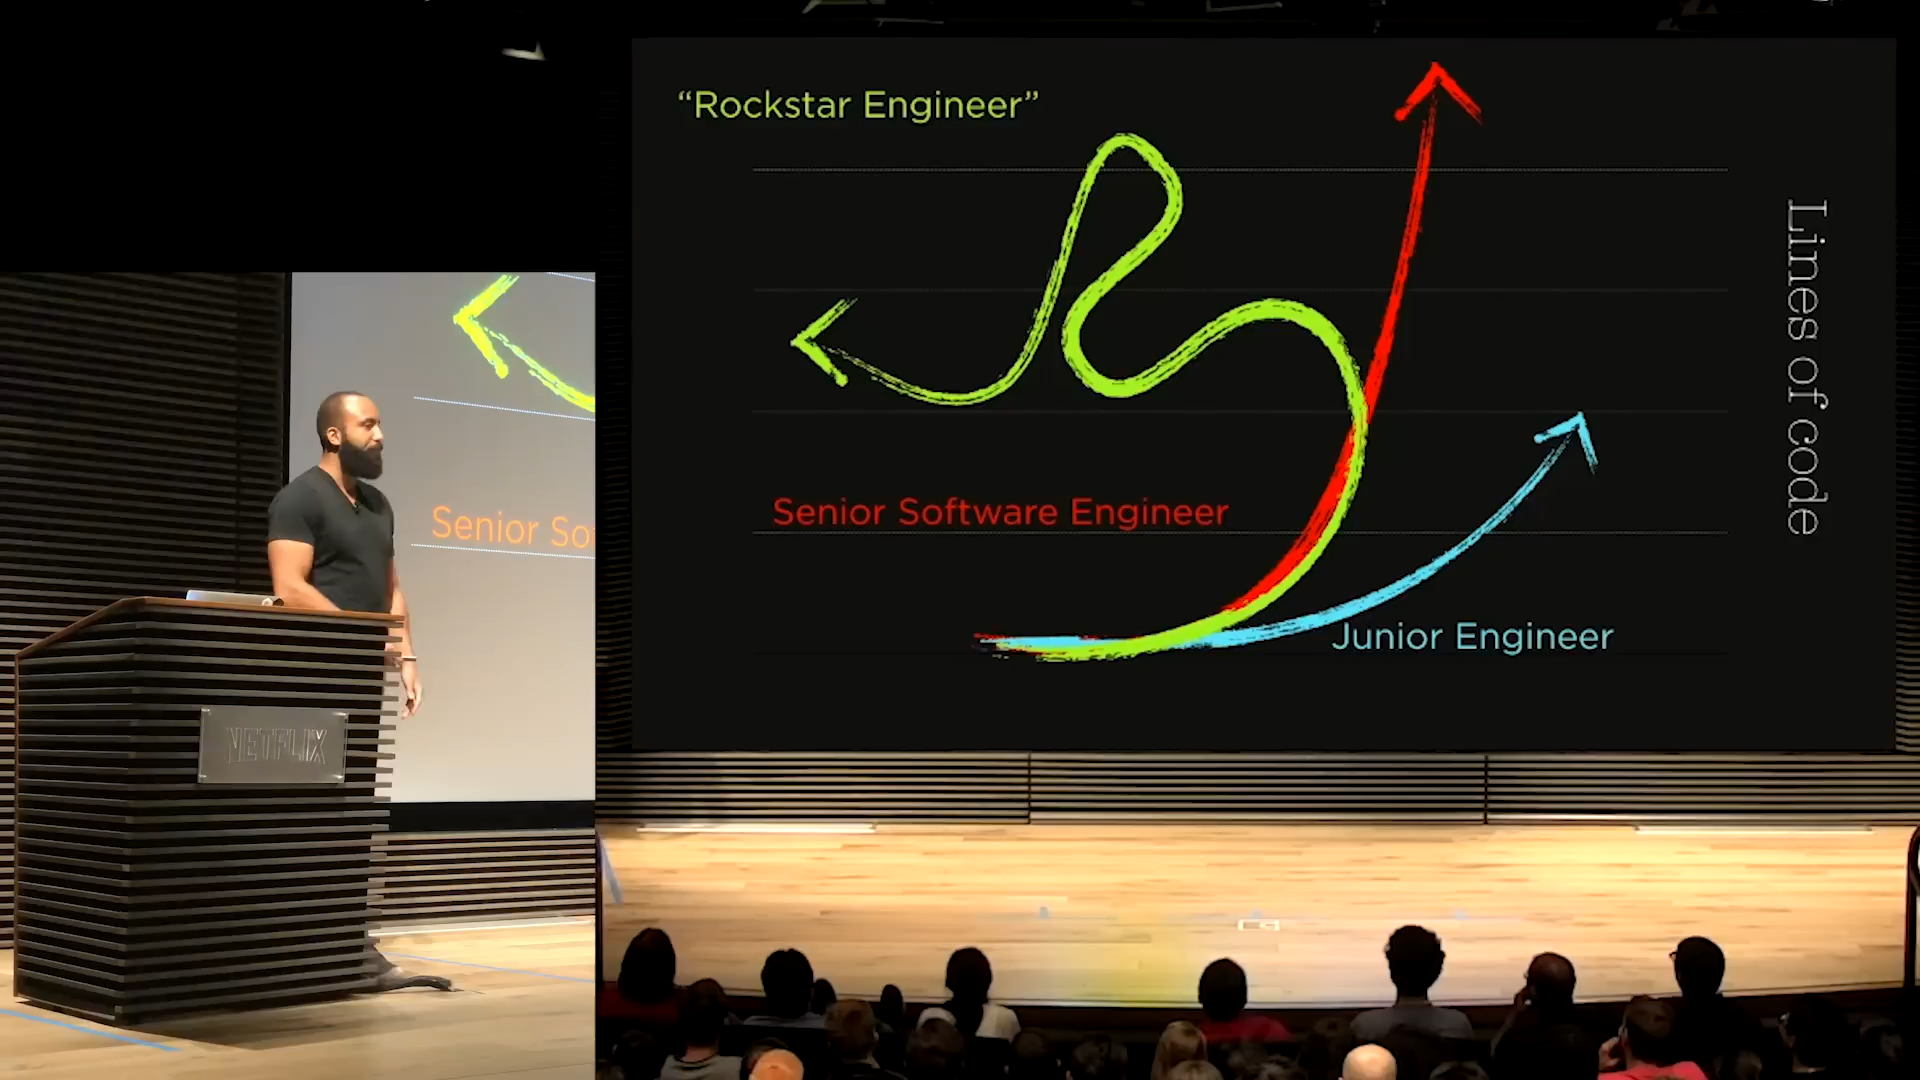 “Rockstar Engineer”
Lines of code
Senior Software Engineer
Junior Engineer
Senior So
NETFLIX